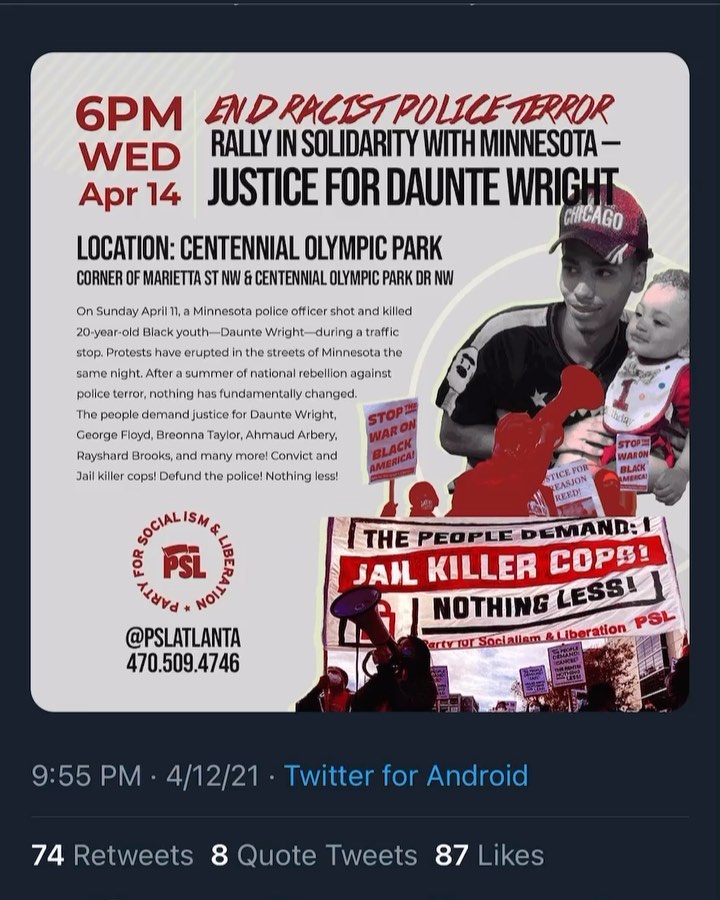 6PM
WED
Apr 14
END RACIST POLICE TERROR
RALLY IN SOLIDARITY WITH MINNESOTA —
JUSTICE FOR DAUNTE WRIGHT
CHICAGO
LOCATION: CENTENNIAL OLYMPIC PARK
CORNER OF MARIETTA ST NW & CENTENNIAL OLYMPIC PARK DR NW
On Sunday April 11, a Minnesota police officer shot and killed
20-year-old Black youth—Daunte Wright—during a traffic
stop. Protests have erupted in the streets of Minnesota the
same night. After a summer of national rebellion against
police terror, nothing has fundamentally changed.
The people demand justice for Daunte Wright,
George Floyd, Breonna Taylor, Ahmaud Arbery,
Rayshard Brooks, and many more! Convict and
Jail killer cops! Defund the police! Nothing less!
1
STOP THE
WAR ON
BLACK
AMERICA!
STOP THE
WAR ON
BLACK
AMERICA!
STICE FOR
REASJON
REED!
THE PEOPLE DEMAND:
JAIL KILLER COPS!
NOTHING LESS!
arty for Socialism & Liberation PSL
PARTY FOR SOCIALISM & LIBERATION
PSL
@PSLATLANTA
470.509.4746
9:55 PM · 4/12/21 · Twitter for Android
74 Retweets 8 Quote Tweets 87 Likes